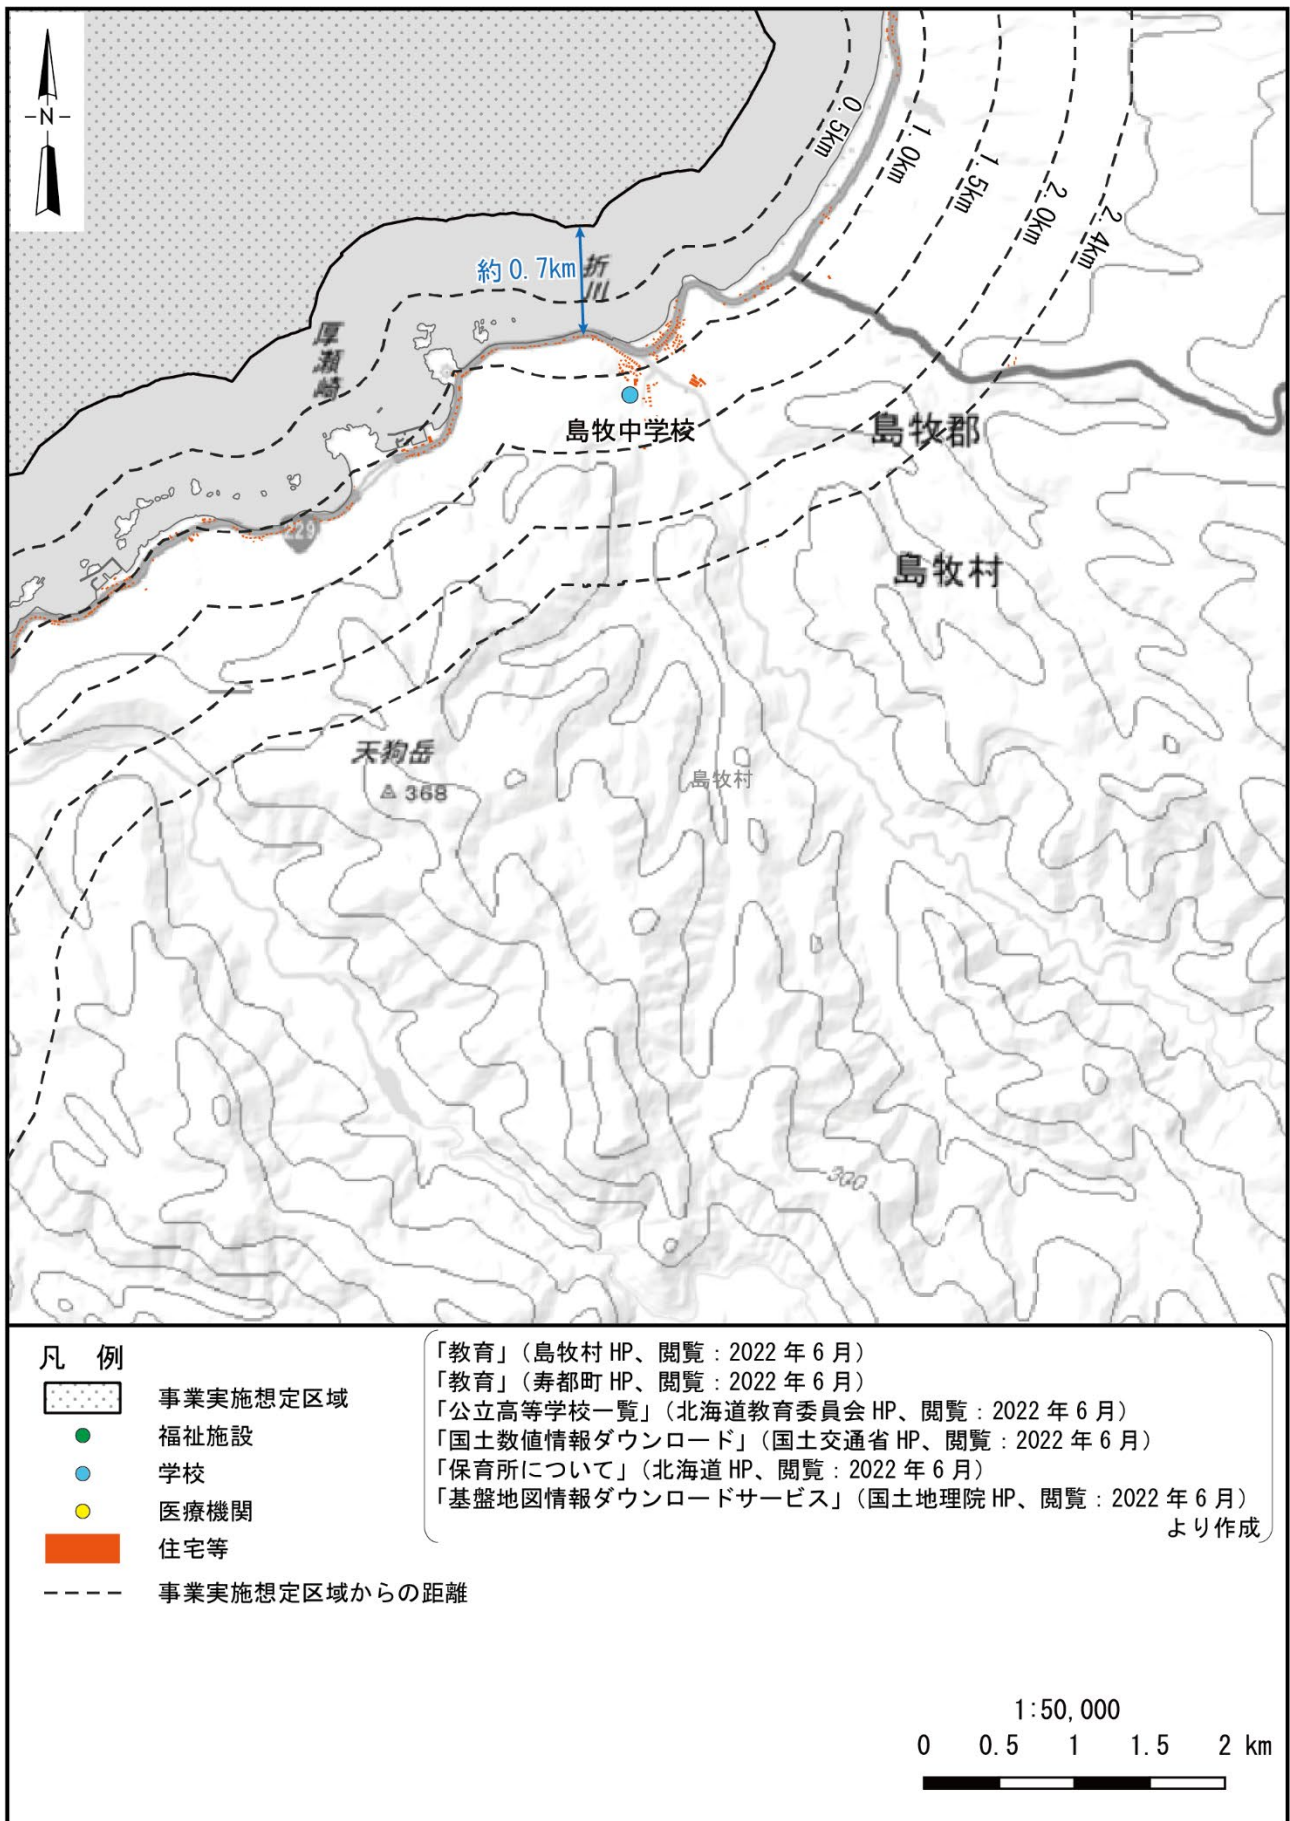 N
0.5km
1.0km
1.5km
2.0km
2.4km
約 0.7km
折川
厚瀬崎
島牧中学校
島牧郡
229
島牧村
天狗岳
368
島牧村
300
凡 例
事業実施想定区域
福祉施設
学校
医療機関
住宅等
事業実施想定区域からの距離
「教育」（島牧村 HP、閲覧：2022 年 6 月）
「教育」（寿都町 HP、閲覧：2022 年 6 月）
「公立高等学校一覧」（北海道教育委員会 HP、閲覧：2022 年 6 月）
「国土数値情報ダウンロード」（国土交通省 HP、閲覧：2022 年 6 月）
「保育所について」（北海道 HP、閲覧：2022 年 6 月）
「基盤地図情報ダウンロードサービス」（国土地理院 HP、閲覧：2022 年 6 月）
より作成
1:50,000
0 0.5 1 1.5 2 km